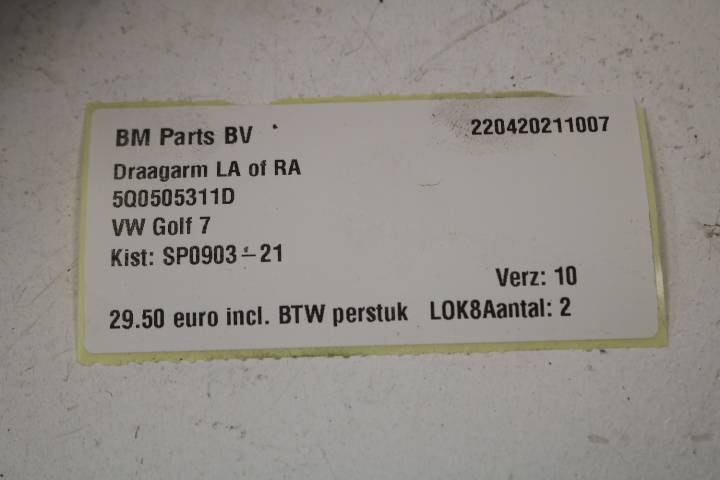 BM Parts BV
220420211007
Draagarm LA of RA
5Q0505311D
VW Golf 7
Kist: SP0903-21
Verz: 10
29.50 euro incl. BTW perstuk LOK8Aantal: 2